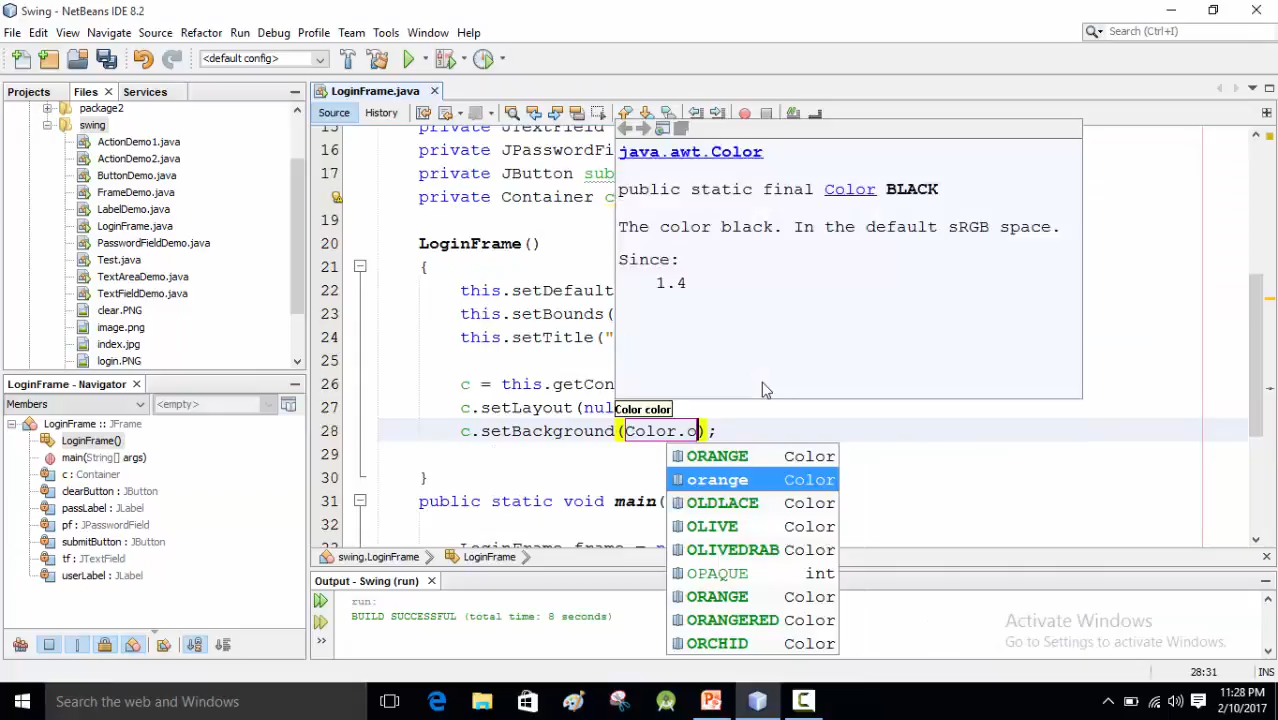 Swing - NetBeans IDE 8.2
File Edit View Navigate Source Refactor Run Debug Profile Team Tools Window Help
Search (Ctrl+I)
<default config>
Projects Files Services
package2
swing
ActionDemo1.java
ActionDemo2.java
ButtonDemo.java
FrameDemo.java
LabelDemo.java
LoginFrame.java
PasswordFieldDemo.java
Test.java
TextAreaDemo.java
TextFieldDemo.java
clear.PNG
image.png
index.jpg
login.PNG
LoginFrame - Navigator
Members <empty>
LoginFrame :: JFrame
LoginFrame()
main(String[] args)
c : Container
clearButton : JButton
passLabel : JLabel
pf : JPasswordField
submitButton : JButton
tf : JTextField
userLabel : JLabel
LoginFrame.java
Source History
15 private JTextField
16 private JPasswordFi
17 private JButton sub
private Container c
19
20 LoginFrame()
21 {
22 this.setDefault
23 this.setBounds(
24 this.setTitle("
25
26 c = this.getCon
27 c.setLayout(nul
28 c.setBackground(Color.o);
29
30 }
31 public static void main(
32
LoginFrame frame = n
java.awt.Color
public static final Color BLACK
The color black. In the default sRGB space.
Since:
1.4
Color color
ORANGE Color
orange Color
OLDLACE Color
OLIVE Color
OLIVEDRAB Color
OPAQUE int
ORANGE Color
ORANGERED Color
ORCHID Color
swing.LoginFrame LoginFrame
Output - Swing (run)
run:
BUILD SUCCESSFUL (total time: 8 seconds)
Activate Windows
Go to Settings to activate Windows.
28:31 INS
Search the web and Windows
11:28 PM
2/10/2017